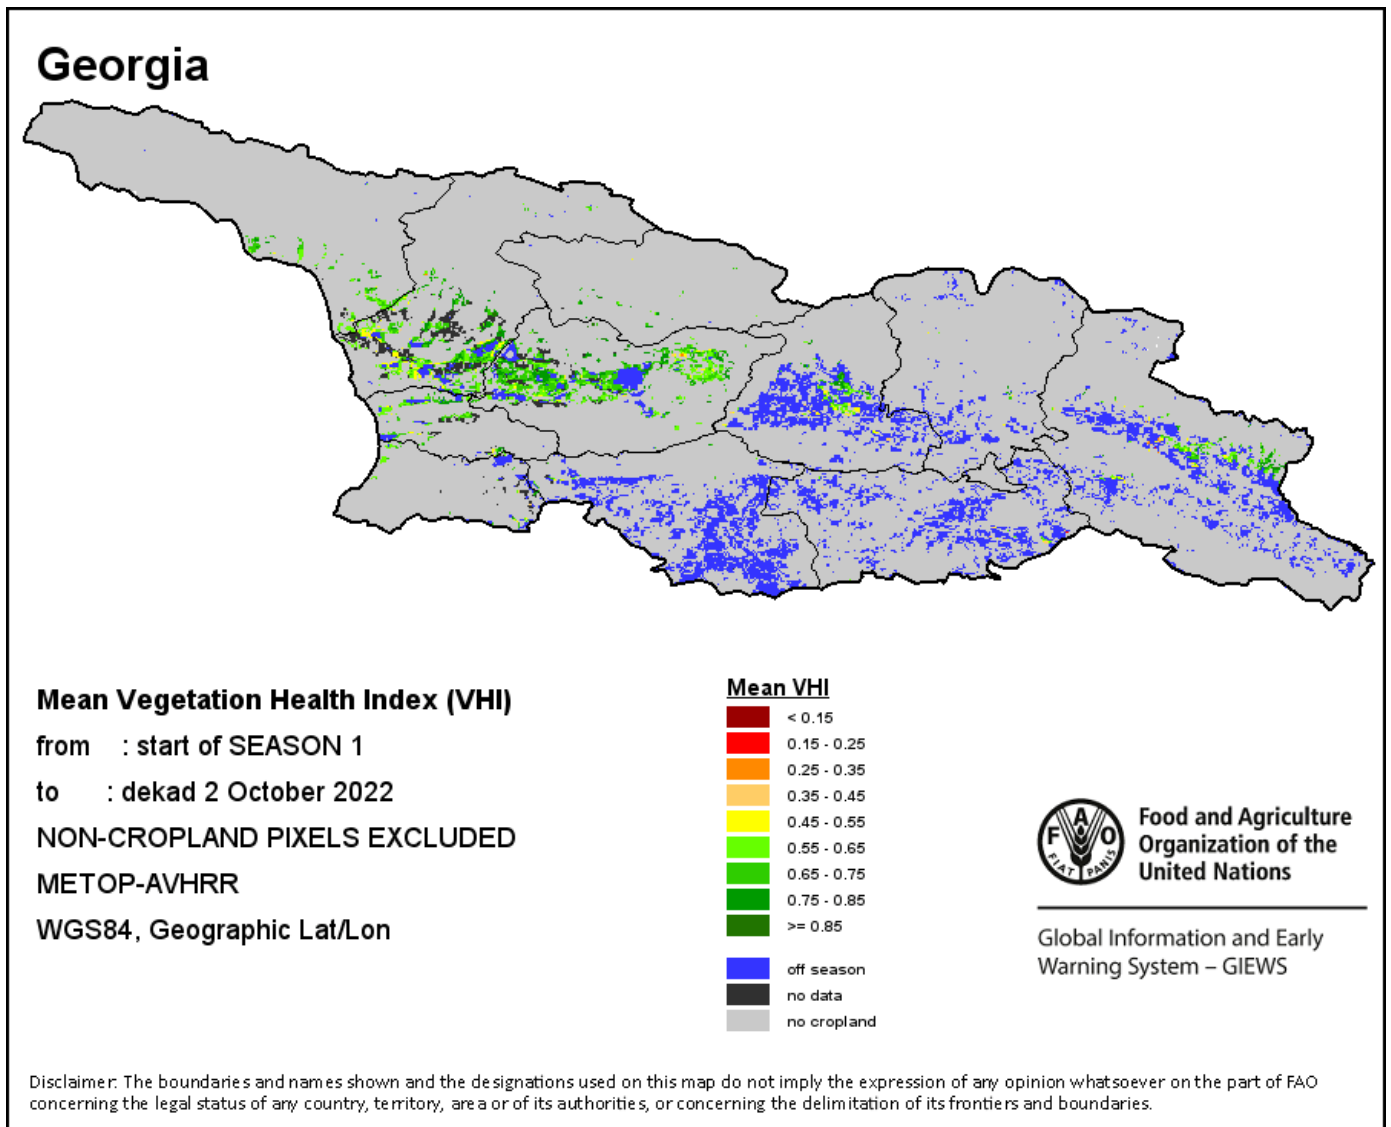 Georgia
Mean Vegetation Health Index (VHI)
from : start of SEASON 1
to : dekad 2 October 2022
NON-CROPLAND PIXELS EXCLUDED
METOP-AVHRR
WGS84, Geographic Lat/Lon
Mean VHI
< 0.15
0.15 - 0.25
0.25 - 0.35
0.35 - 0.45
0.45 - 0.55
0.55 - 0.65
0.65 - 0.75
0.75 - 0.85
>= 0.85
off season
no data
no cropland
F A O
FIAT PANIS
Food and Agriculture
Organization of the
United Nations
Global Information and Early
Warning System – GIEWS
Disclaimer: The boundaries and names shown and the designations used on this map do not imply the expression of any opinion whatsoever on the part of FAO
concerning the legal status of any country, territory, area or of its authorities, or concerning the delimitation of its frontiers and boundaries.